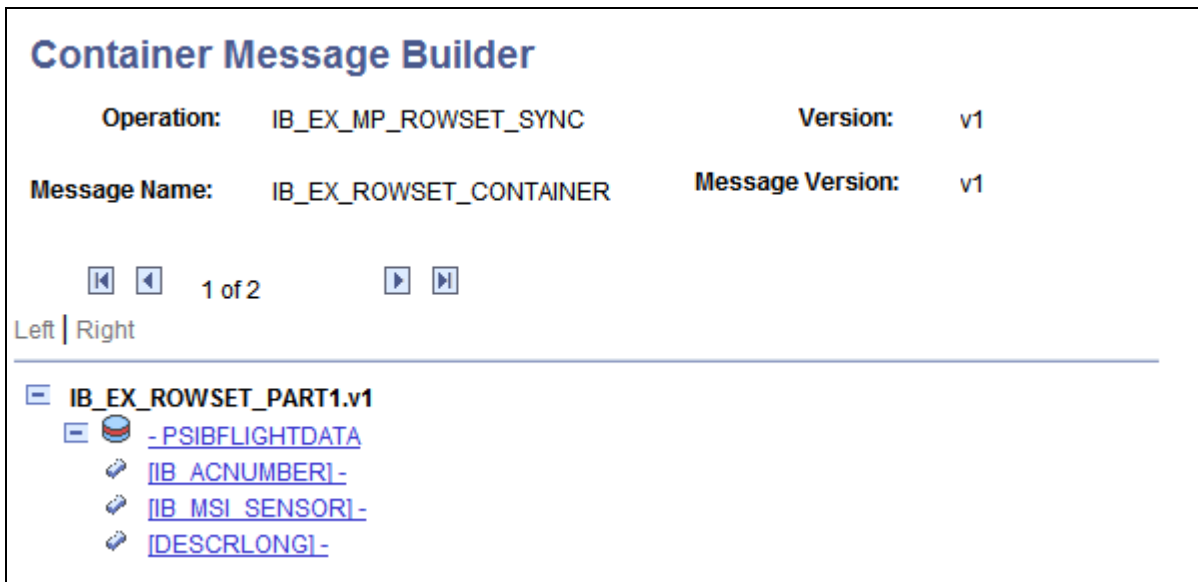 Container Message Builder
Operation: IB_EX_MP_ROWSET_SYNC Version: v1
Message Name: IB_EX_ROWSET_CONTAINER Message Version: v1
1 of 2
Left | Right
IB_EX_ROWSET_PART1.v1
- PSIBFLIGHTDATA
[IB_ACNUMBER] -
[IB_MSI_SENSOR] -
[DESCRLONG] -